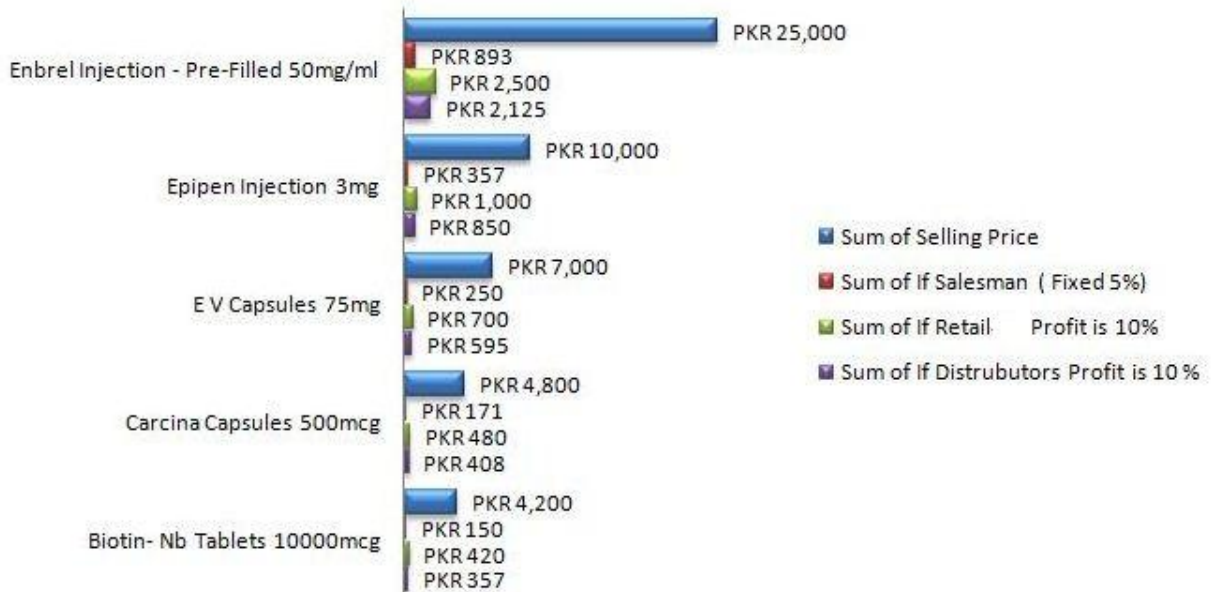 PKR 25,000
PKR 893
Enbrel Injection - Pre-Filled 50mg/ml
PKR 2,500
PKR 2,125
PKR 10,000
PKR 357
Epipen Injection 3mg
PKR 1,000
PKR 850
PKR 7,000
PKR 250
E V Capsules 75mg
PKR 700
PKR 595
PKR 4,800
PKR 171
Carcina Capsules 500mcg
PKR 480
PKR 408
PKR 4,200
PKR 150
Biotin- Nb Tablets 10000mcg
PKR 420
PKR 357
Sum of Selling Price
Sum of If Salesman ( Fixed 5%)
Sum of If Retail Profit is 10%
Sum of If Distrubutors Profit is 10 %